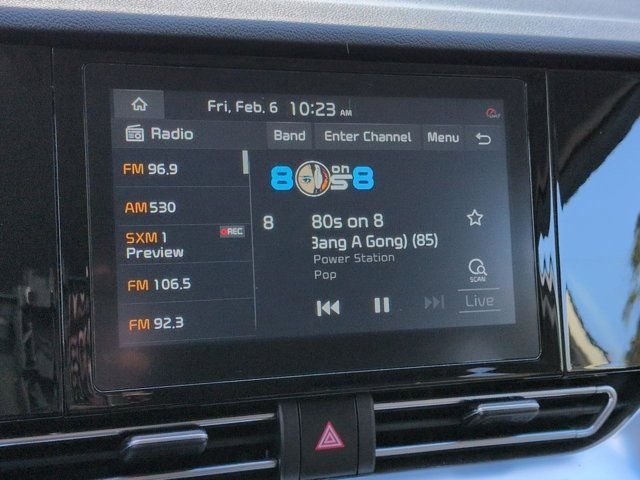 Fri, Feb. 6 10:23 AM
Radio Band Enter Channel Menu
FM 96.9
AM 530
SXM 1 REC
Preview
FM 106.5
FM 92.3
8 on 8
8 80s on 8
Bang A Gong) (85)
Power Station
Pop
SCAN
Live